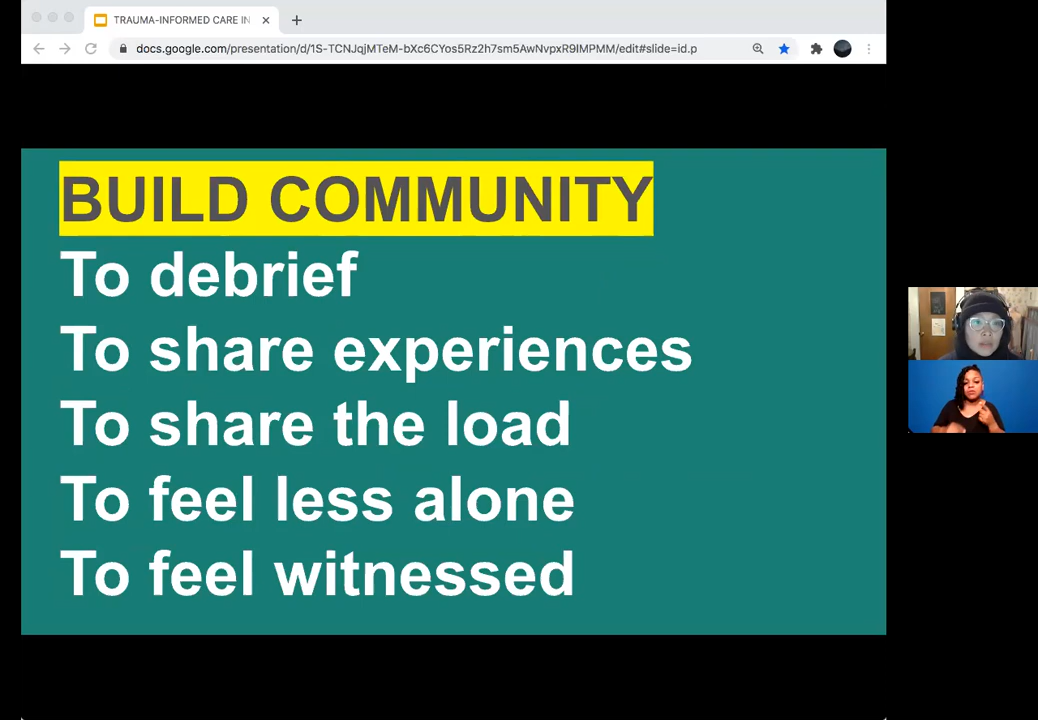 TRAUMA-INFORMED CARE IN
docs.google.com/presentation/d/1S-TCNJqjMTeM-bXc6CYos5Rz2h7sm5AwNvpxR9IMPMM/edit#slide=id.p
BUILD COMMUNITY
To debrief
To share experiences
To share the load
To feel less alone
To feel witnessed